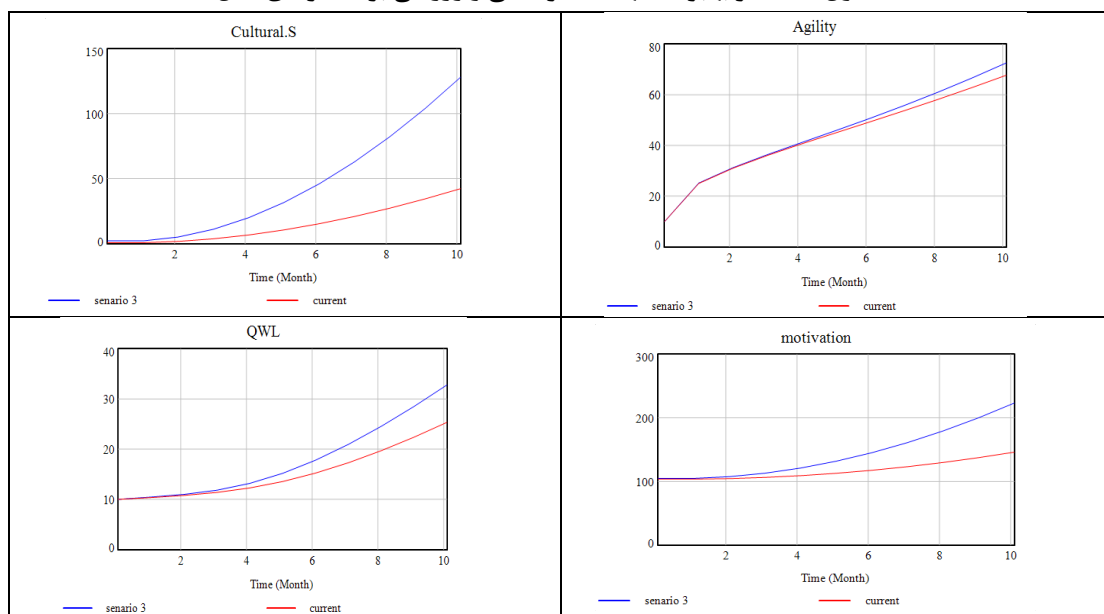 Cultural.S
150
100
50
0
2 4 6 8 10
Time (Month)
senario 3 current
Agility
80
60
40
20
0
2 4 6 8 10
Time (Month)
senario 3 current
QWL
40
30
20
10
0
2 4 6 8 10
Time (Month)
senario 3 current
motivation
300
200
100
0
2 4 6 8 10
Time (Month)
senario 3 current